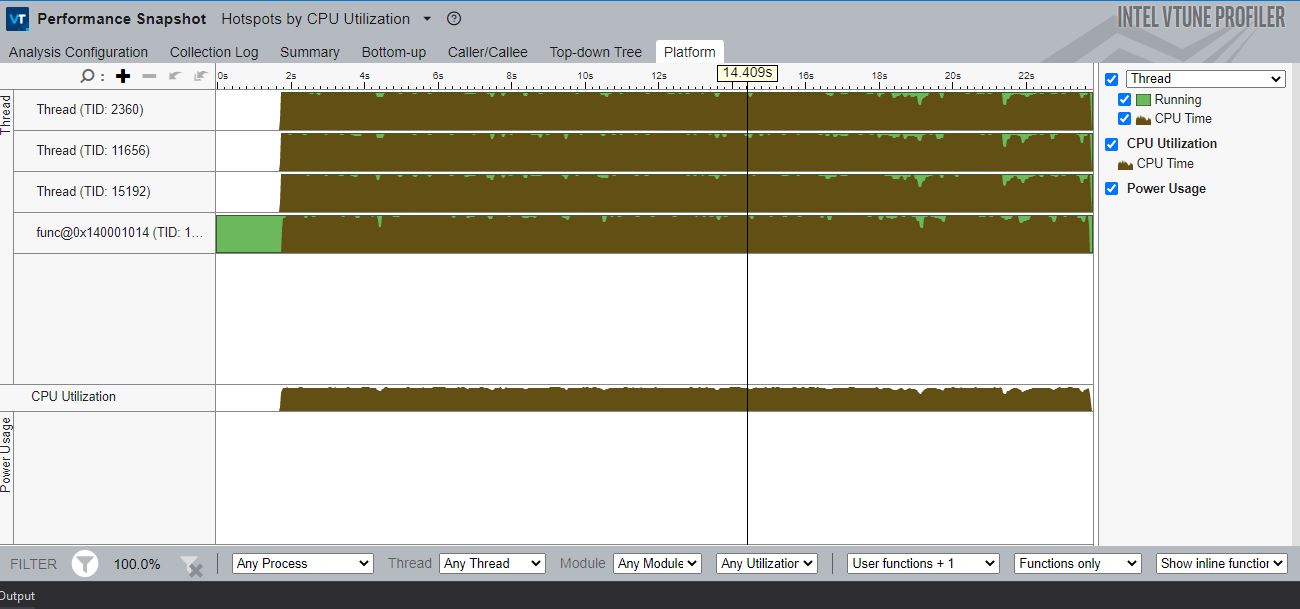 VT Performance Snapshot Hotspots by CPU Utilization ?
INTEL VTUNE PROFILER
Analysis Configuration Collection Log Summary Bottom-up Caller/Callee Top-down Tree Platform
0s 2s 4s 6s 8s 10s 12s 14.409s 16s 18s 20s 22s
Thread
Thread (TID: 2360)
Thread (TID: 11656)
Thread (TID: 15192)
func@0x140001014 (TID: 1...
CPU Utilization
Power Usage
Thread
Running
CPU Time
CPU Utilization
CPU Time
Power Usage
FILTER 100.0% Any Process Thread Any Thread Module Any Module Any Utilization User functions + 1 Functions only Show inline function
Output